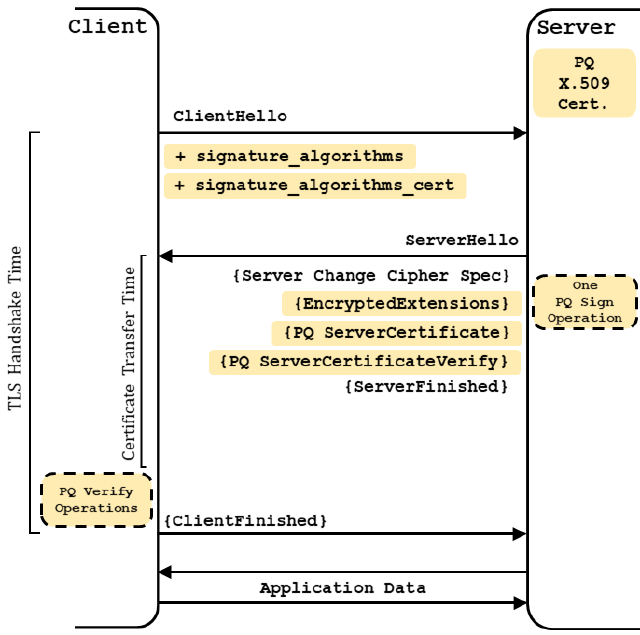 Client
Server
PQ
X.509
Cert.
ClientHello
+ signature_algorithms
+ signature_algorithms_cert
ServerHello
{Server Change Cipher Spec}
{EncryptedExtensions}
{PQ ServerCertificate}
{PQ ServerCertificateVerify}
{ServerFinished}
One
PQ Sign
Operation
TLS Handshake Time
Certificate Transfer Time
PQ Verify
Operations
{ClientFinished}
Application Data